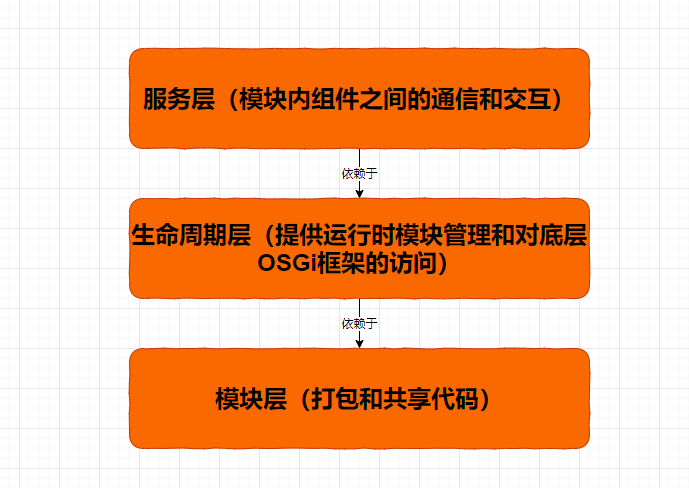 服务层（模块内组件之间的通信和交互）
依赖于
生命周期层（提供运行时模块管理和对底层
OSGi框架的访问）
依赖于
模块层（打包和共享代码）